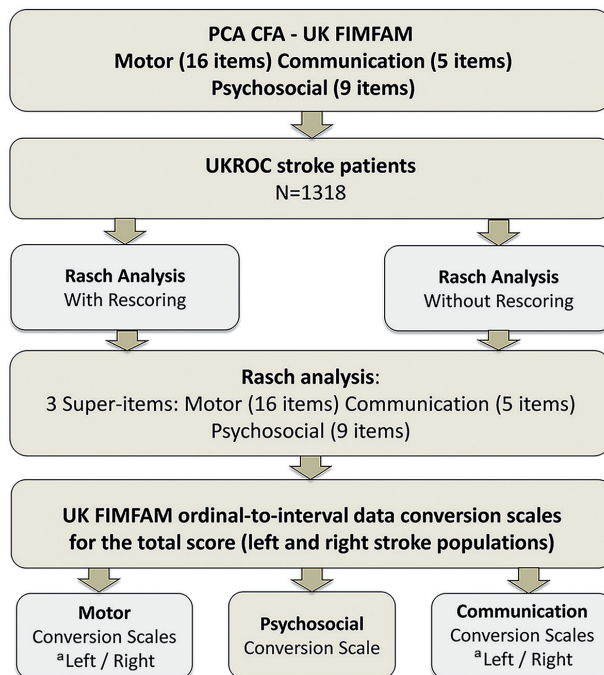 PCA CFA - UK FIMFAM
Motor (16 items) Communication (5 items)
Psychosocial (9 items)
UKROC stroke patients
N=1318
Rasch Analysis
With Rescoring
Rasch Analysis
Without Rescoring
Rasch analysis:
3 Super-items: Motor (16 items) Communication (5 items)
Psychosocial (9 items)
UK FIMFAM ordinal-to-interval data conversion scales
for the total score (left and right stroke populations)
Motor
Conversion Scales
ᵃLeft / Right
Psychosocial
Conversion Scale
Communication
Conversion Scales
ᵃLeft / Right